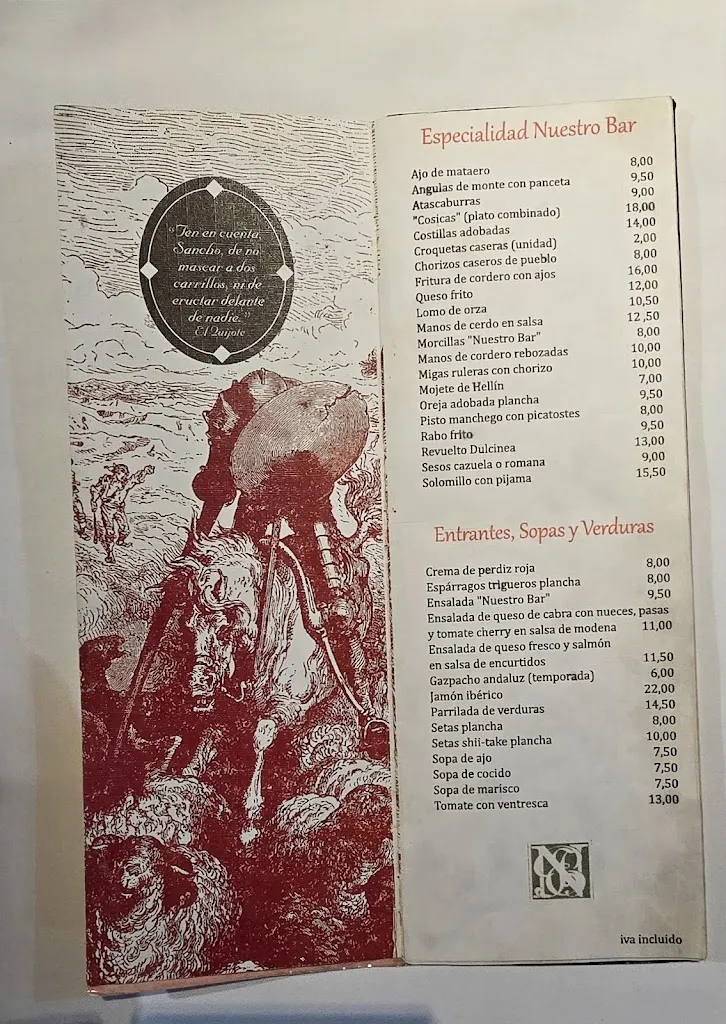 "Ten en cuenta,
Sancho, de no
mascar a dos
carrillos, ni de
eructar delante
de nadie."
El Quijote
Especialidad Nuestro Bar
Ajo de mataero 8,00
Angulas de monte con panceta 9,50
Atascaburras 9,00
"Cosicas" (plato combinado) 18,00
Costillas adobadas 14,00
Croquetas caseras (unidad) 2,00
Chorizos caseros de pueblo 8,00
Fritura de cordero con ajos 16,00
Queso frito 12,00
Lomo de orza 10,50
Manos de cerdo en salsa 12 ,50
Morcillas "Nuestro Bar" 8,00
Manos de cordero rebozadas 10,00
Migas ruleras con chorizo 10,00
Mojete de Hellín 7,00
Oreja adobada plancha 9,50
Pisto manchego con picatostes 8,00
Rabo frito 9,50
Revuelto Dulcinea 13,00
Sesos cazuela o romana 9,00
Solomillo con pijama 15,50
Entrantes, Sopas y Verduras
Crema de perdiz roja 8,00
Espárragos trigueros plancha 8,00
Ensalada "Nuestro Bar" 9,50
Ensalada de queso de cabra con nueces, pasas
y tomate cherry en salsa de modena 11,00
Ensalada de queso fresco y salmón
en salsa de encurtidos 11,50
Gazpacho andaluz (temporada) 6,00
Jamón ibérico 22,00
Parrilada de verduras 14,50
Setas plancha 8,00
Setas shii-take plancha 10,00
Sopa de ajo 7,50
Sopa de cocido 7,50
Sopa de marisco 7,50
Tomate con ventresca 13,00
iva incluido